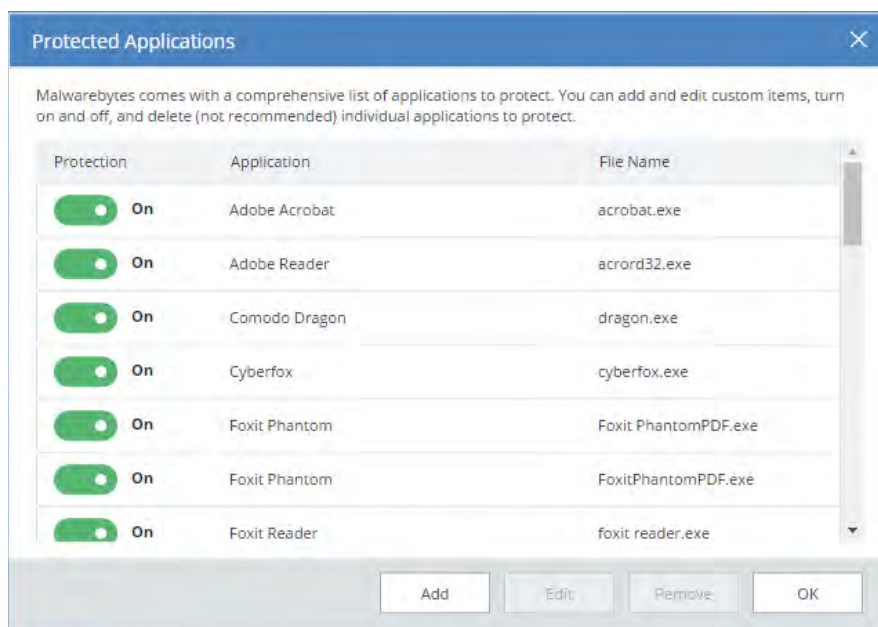 Protected Applications
Malwarebytes comes with a comprehensive list of applications to protect. You can add and edit custom items, turn
on and off, and delete (not recommended) individual applications to protect.
Protection Application File Name
On Adobe Acrobat acrobat.exe
On Adobe Reader acrord32.exe
On Comodo Dragon dragon.exe
On Cyberfox cyberfox.exe
On Foxit Phantom Foxit PhantomPDF.exe
On Foxit Phantom FoxitPhantomPDF.exe
On Foxit Reader foxit reader.exe
Add Edit Remove OK